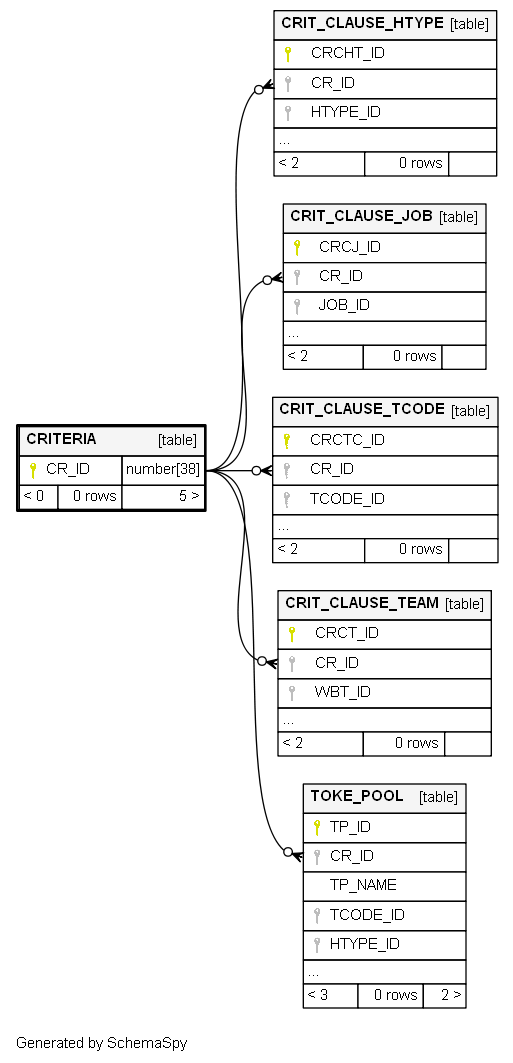 CRIT_CLAUSE_HTYPE [table]
CRCHT_ID
CR_ID
HTYPE_ID
...
< 2 0 rows
CRIT_CLAUSE_JOB [table]
CRCJ_ID
CR_ID
JOB_ID
...
< 2 0 rows
CRIT_CLAUSE_TCODE [table]
CRCTC_ID
CR_ID
TCODE_ID
...
< 2 0 rows
CRITERIA [table]
CR_ID number[38]
< 0 0 rows 5 >
CRIT_CLAUSE_TEAM [table]
CRCT_ID
CR_ID
WBT_ID
...
< 2 0 rows
TOKE_POOL [table]
TP_ID
CR_ID
TP_NAME
TCODE_ID
HTYPE_ID
...
< 3 0 rows 2 >
Generated by SchemaSpy